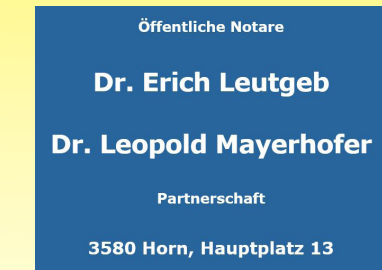 Öffentliche Notare
Dr. Erich Leutgeb
Dr. Leopold Mayerhofer
Partnerschaft
3580 Horn, Hauptplatz 13